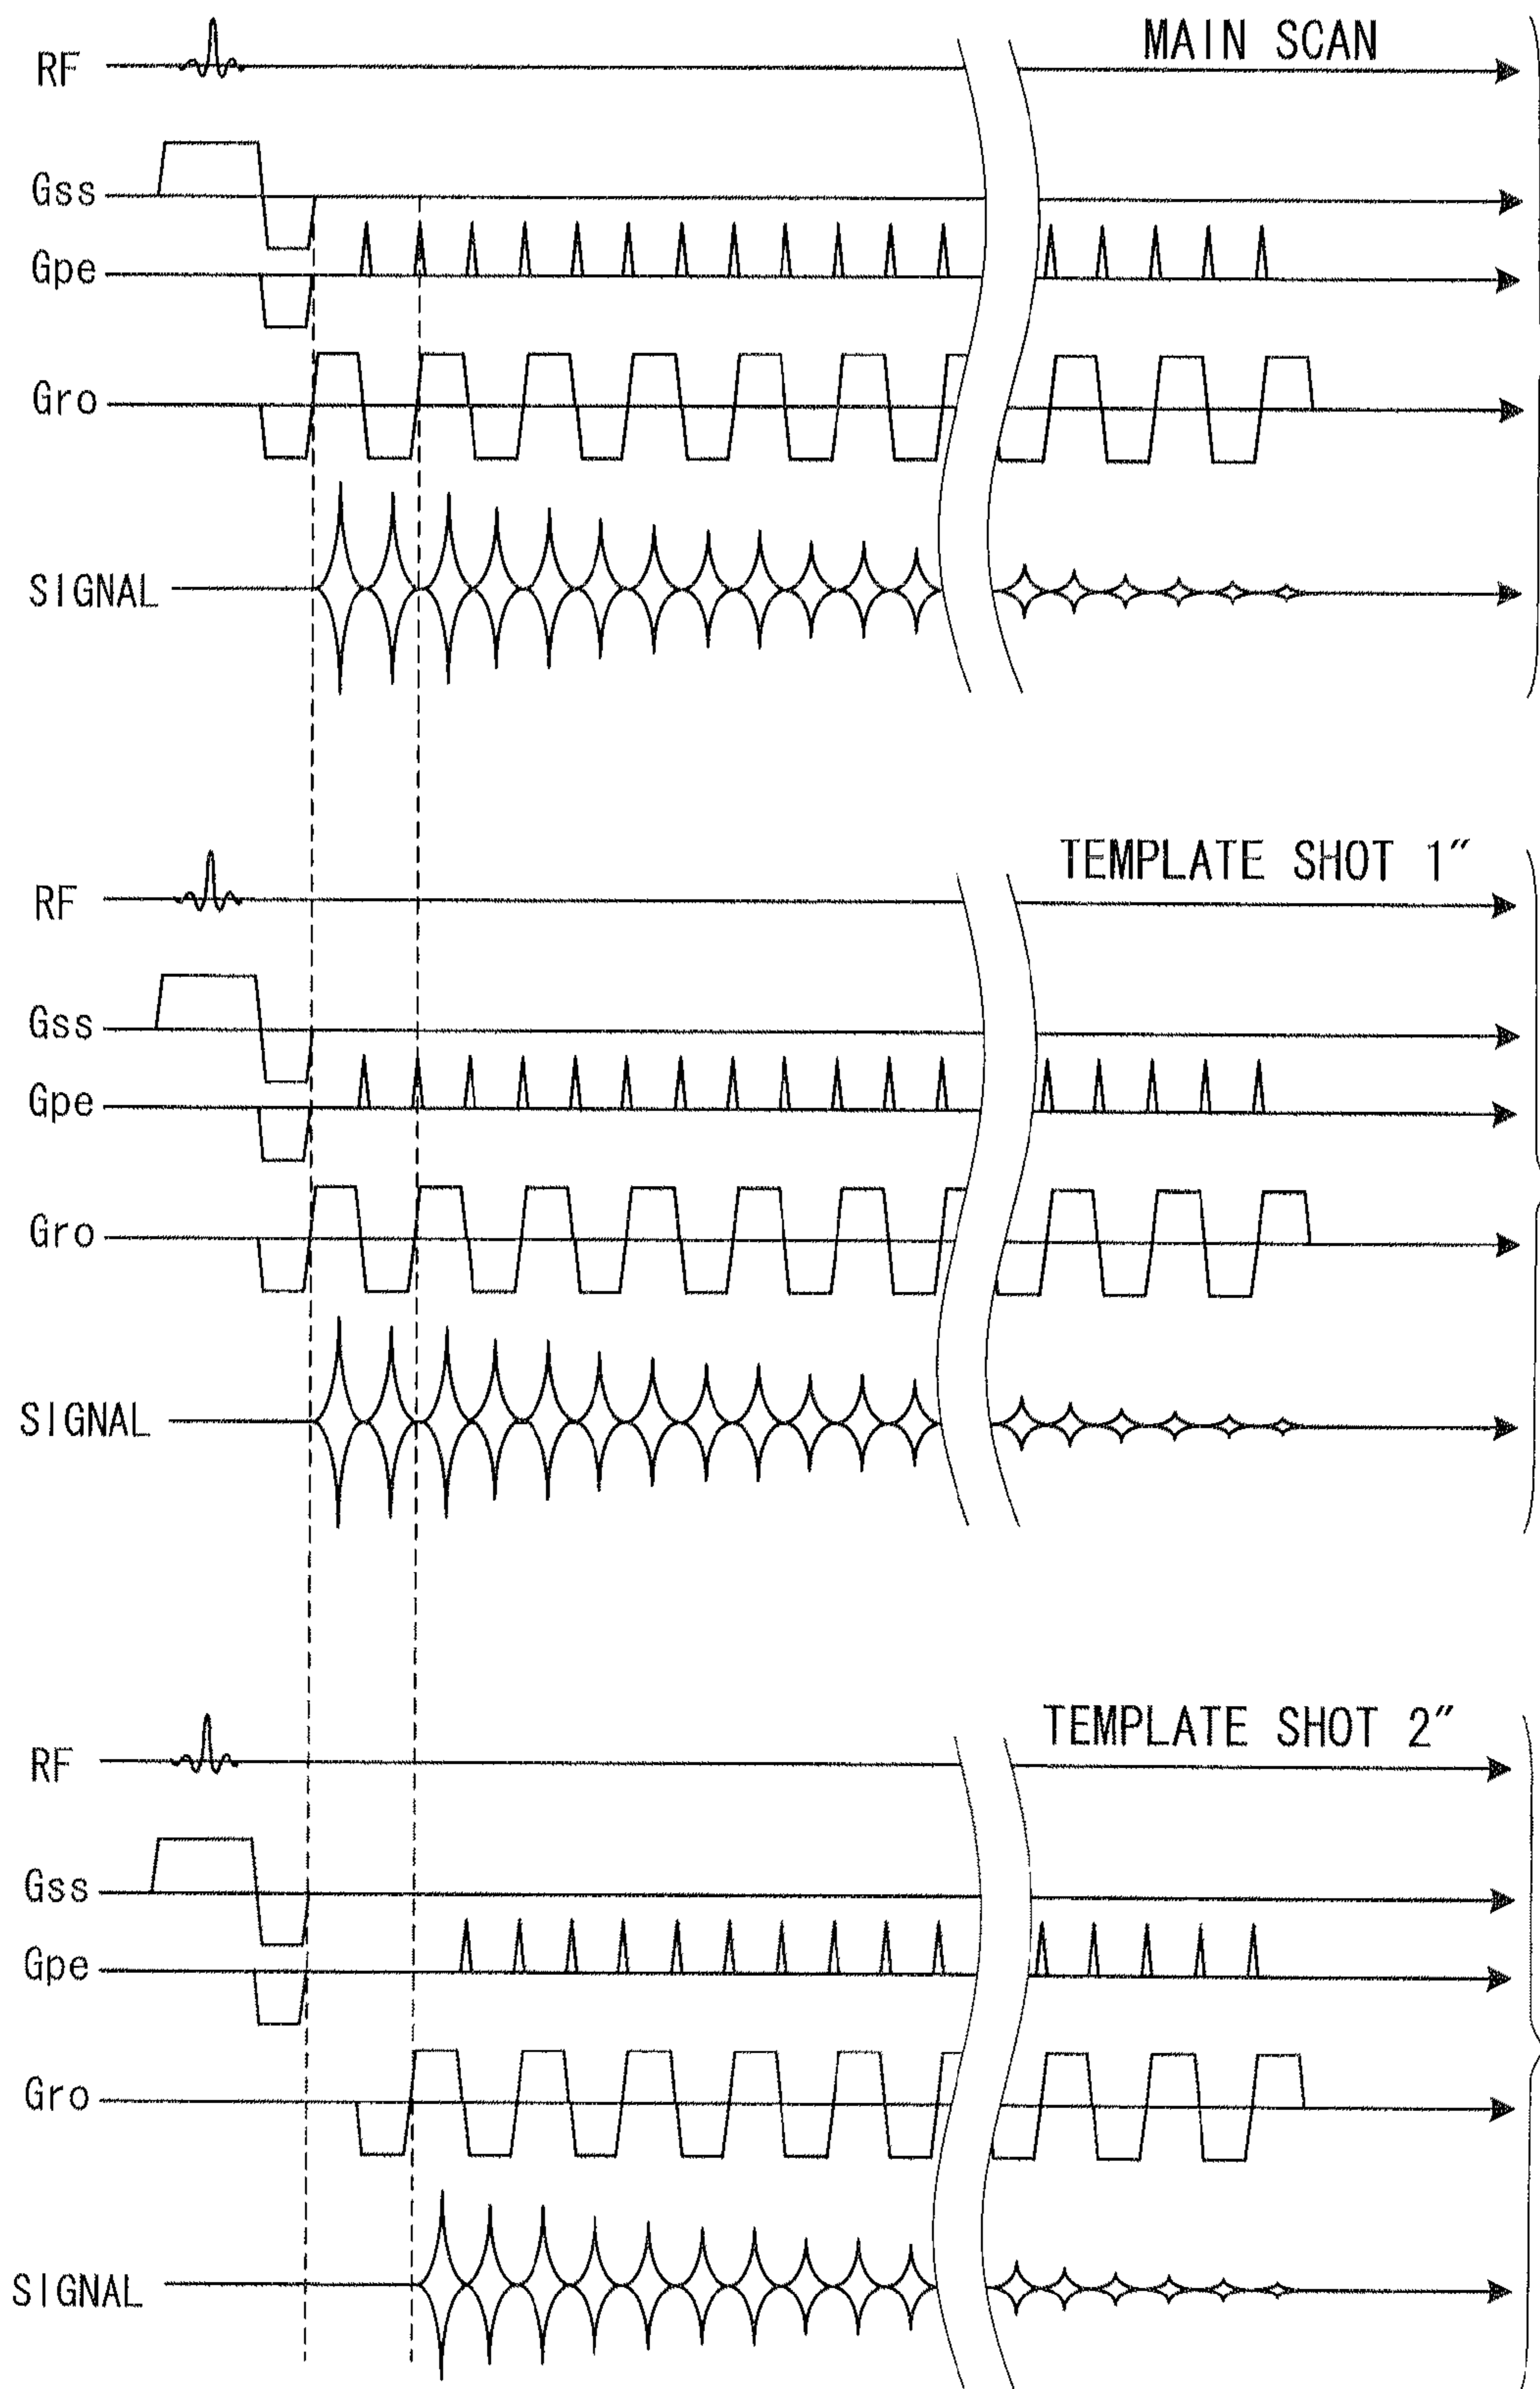 MAIN SCAN
RF
Gss
Gpe
Gro
SIGNAL
TEMPLATE SHOT 1″
RF
Gss
Gpe
Gro
SIGNAL
TEMPLATE SHOT 2″
RF
Gss
Gpe
Gro
SIGNAL